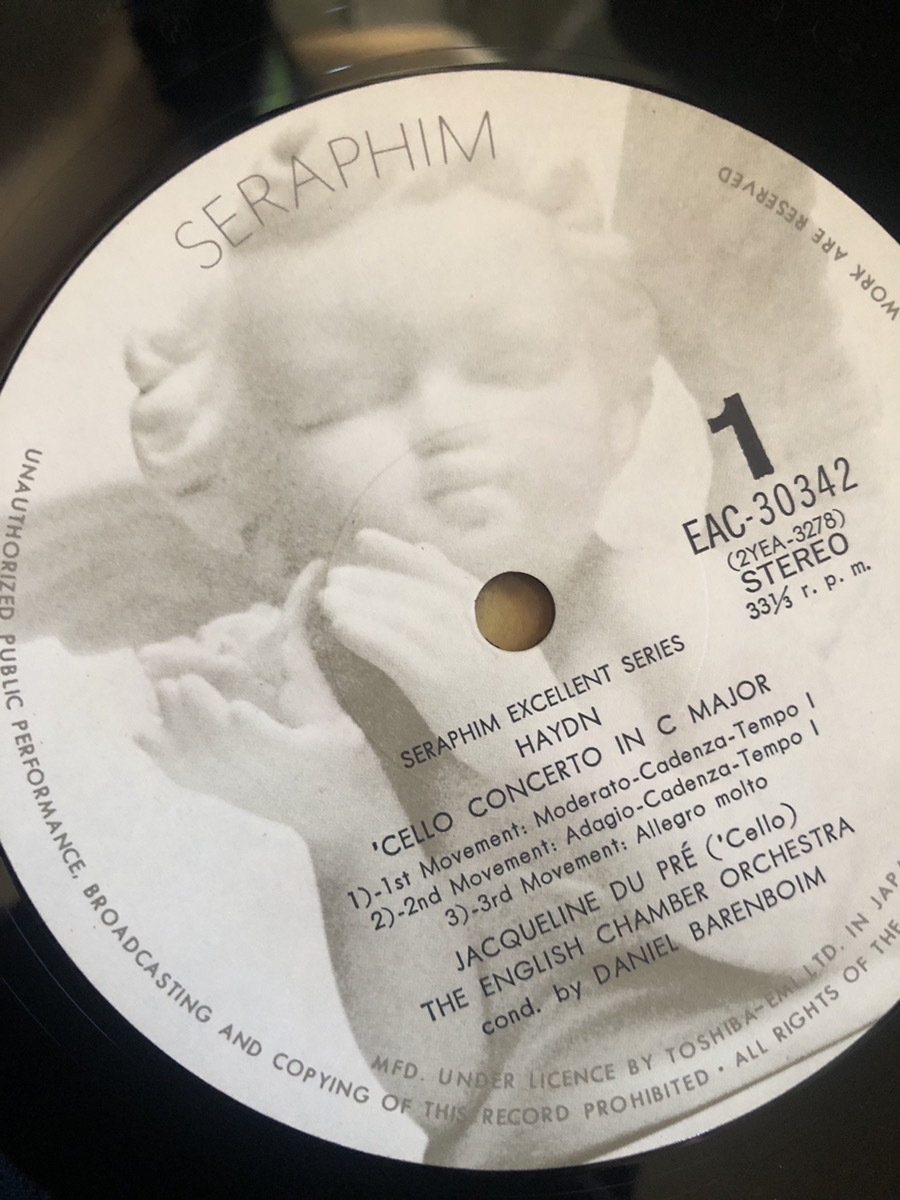 SERAPHIM
1
EAC-30342
(2YEA-3278)
STEREO
33⅓ r. p. m.
SERAPHIM EXCELLENT SERIES
HAYDN
'CELLO CONCERTO IN C MAJOR
1)-1st Movement: Moderato-Cadenza-Tempo I
2)-2nd Movement: Adagio-Cadenza-Tempo I
3)-3rd Movement: Allegro molto
JACQUELINE DU PRÉ ('Cello)
THE ENGLISH CHAMBER ORCHESTRA
cond. by DANIEL BARENBOIM
MFD. UNDER LICENCE BY TOSHIBA-EMI LTD. IN
UNAUTHORIZED PUBLIC PERFORMANCE, BROADCASTING AND COPYING OF THIS RECORD PROHIBITED • ALL RIGHTS OF THE
WORK ARE RESERVED